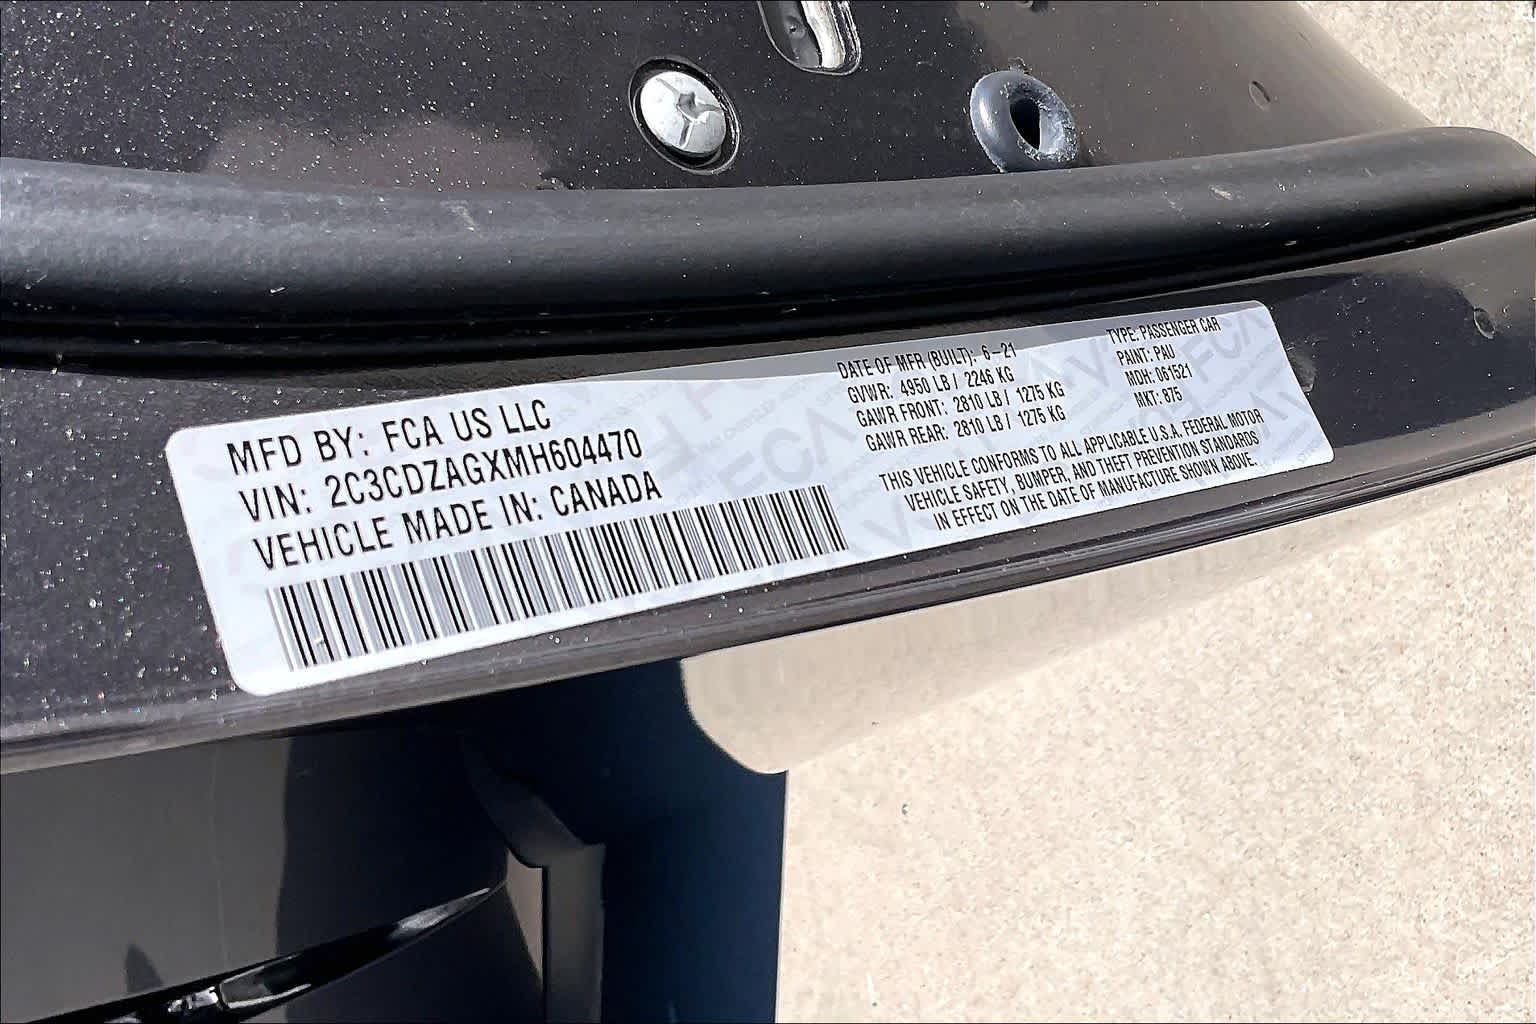 MFD BY: FCA US LLC
VIN: 2C3CDZAGXMH604470
VEHICLE MADE IN: CANADA
DATE OF MFR (BUILT): 6-21
GVWR: 4950 LB / 2246 KG
GAWR FRONT: 2810 LB / 1275 KG
GAWR REAR: 2810 LB / 1275 KG
TYPE: PASSENGER CAR
PAINT: PAU
MDH: 061521
MKT: 875
THIS VEHICLE CONFORMS TO ALL APPLICABLE U.S.A. FEDERAL MOTOR
VEHICLE SAFETY, BUMPER, AND THEFT PREVENTION STANDARDS
IN EFFECT ON THE DATE OF MANUFACTURE SHOWN ABOVE.